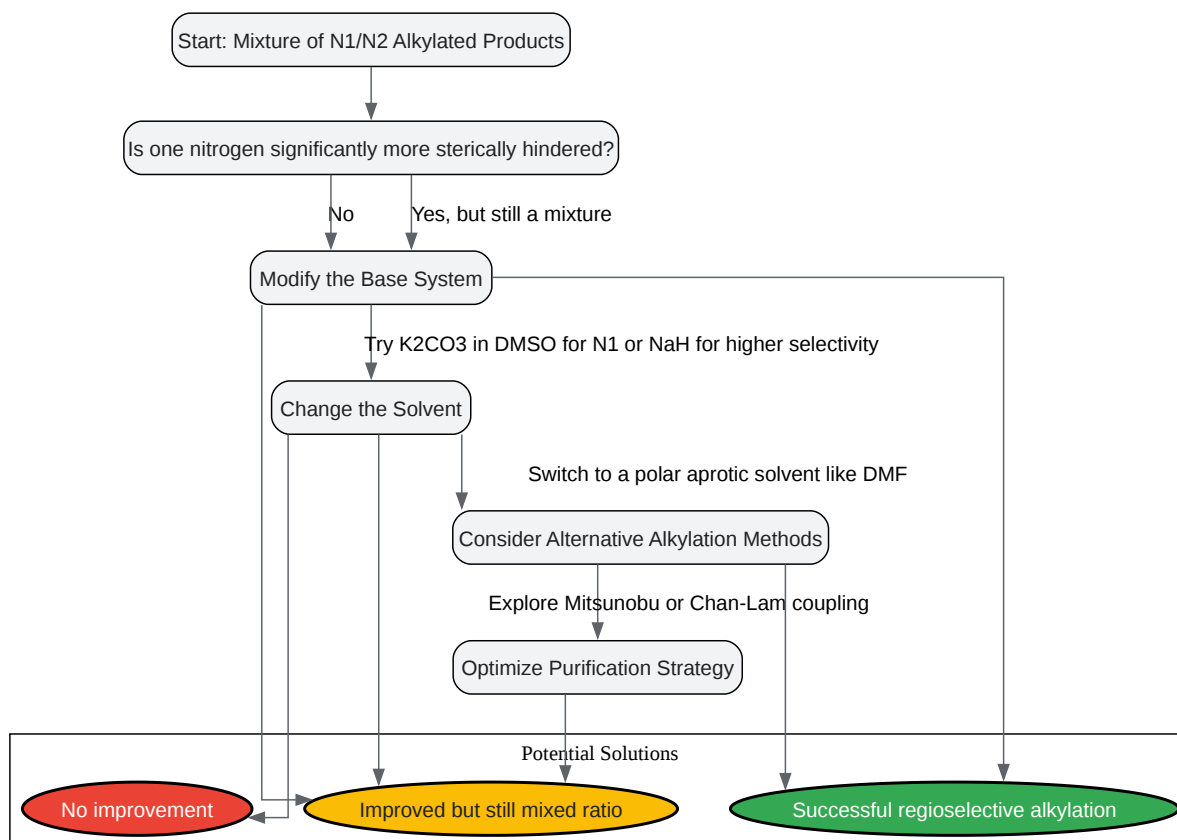 Start: Mixture of N1/N2 Alkylated Products
Is one nitrogen significantly more sterically hindered?
No
Yes, but still a mixture
Modify the Base System
Try K2CO3 in DMSO for N1 or NaH for higher selectivity
Change the Solvent
Switch to a polar aprotic solvent like DMF
Consider Alternative Alkylation Methods
Explore Mitsunobu or Chan-Lam coupling
Optimize Purification Strategy
Potential Solutions
No improvement
Improved but still mixed ratio
Successful regioselective alkylation